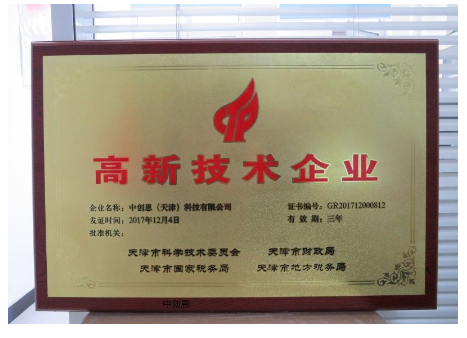 高新技术企业
企业名称：中创思（天津）科技有限公司 证书编号：GR201712000812
发证时间：2017年12月4日 有 效 期：三年
批准机关：
天津市科学技术委员会 天津市财政局
天津市国家税务局 天津市地方税务局
中创思